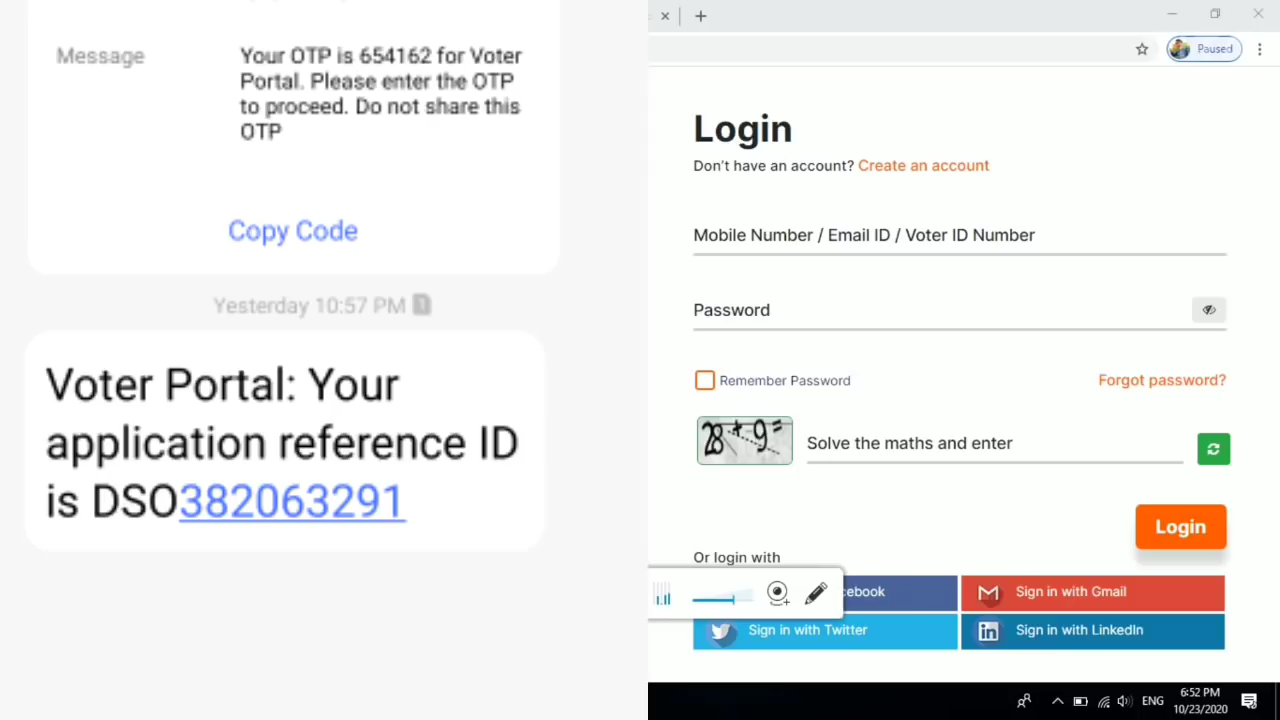 Message
Your OTP is 654162 for Voter
Portal. Please enter the OTP
to proceed. Do not share this
OTP
Copy Code
Yesterday 10:57 PM 1
Voter Portal: Your
application reference ID
is DSO382063291
Paused
Login
Don't have an account? Create an account
Mobile Number / Email ID / Voter ID Number
Password
Remember Password
Forgot password?
28 + 9 =
Solve the maths and enter
Login
Or login with
cebook
Sign in with Gmail
Sign in with Twitter
Sign in with LinkedIn
ENG
6:52 PM
10/23/2020